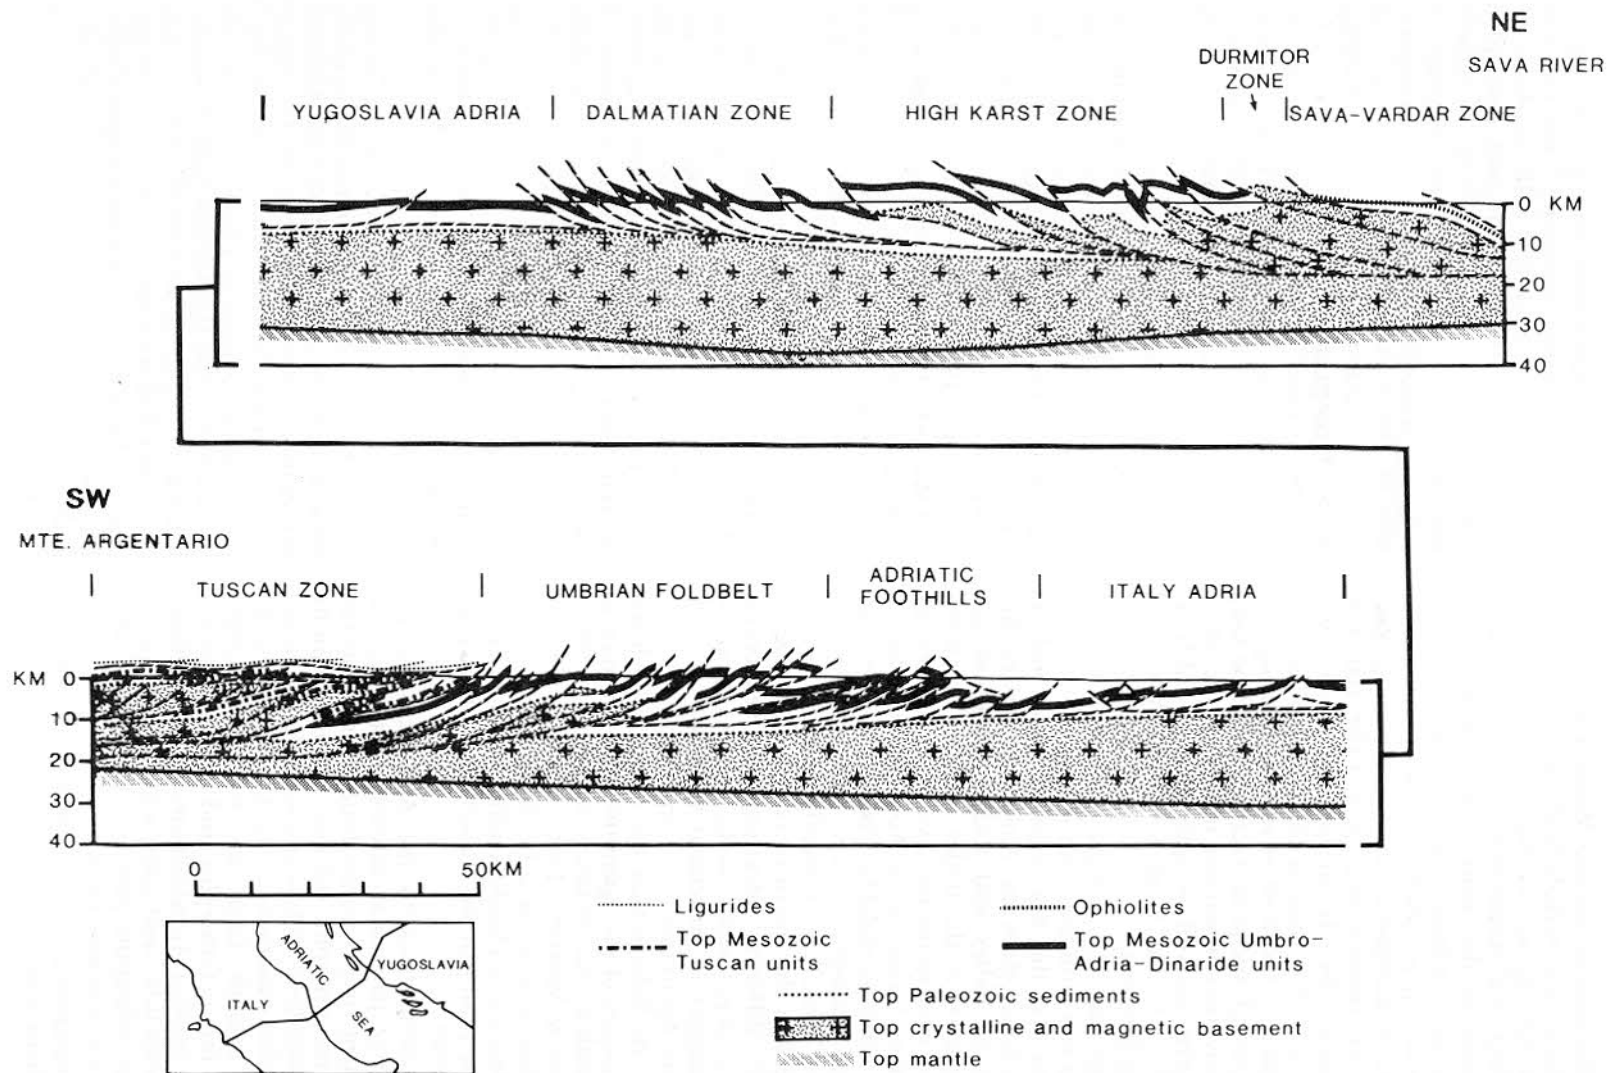 NE
DURMITOR
ZONE
SAVA RIVER
YUGOSLAVIA ADRIA
DALMATIAN ZONE
HIGH KARST ZONE
SAVA-VARDAR ZONE
0 KM
10
20
30
40
SW
MTE. ARGENTARIO
TUSCAN ZONE
UMBRIAN FOLDBELT
ADRIATIC
FOOTHILLS
ITALY ADRIA
KM 0
10
20
30
40
0 50KM
ADRIATIC
SEA
YUGOSLAVIA
ITALY
Ligurides
Ophiolites
Top Mesozoic
Tuscan units
Top Mesozoic Umbro-
Adria-Dinaride units
Top Paleozoic sediments
Top crystalline and magnetic basement
Top mantle